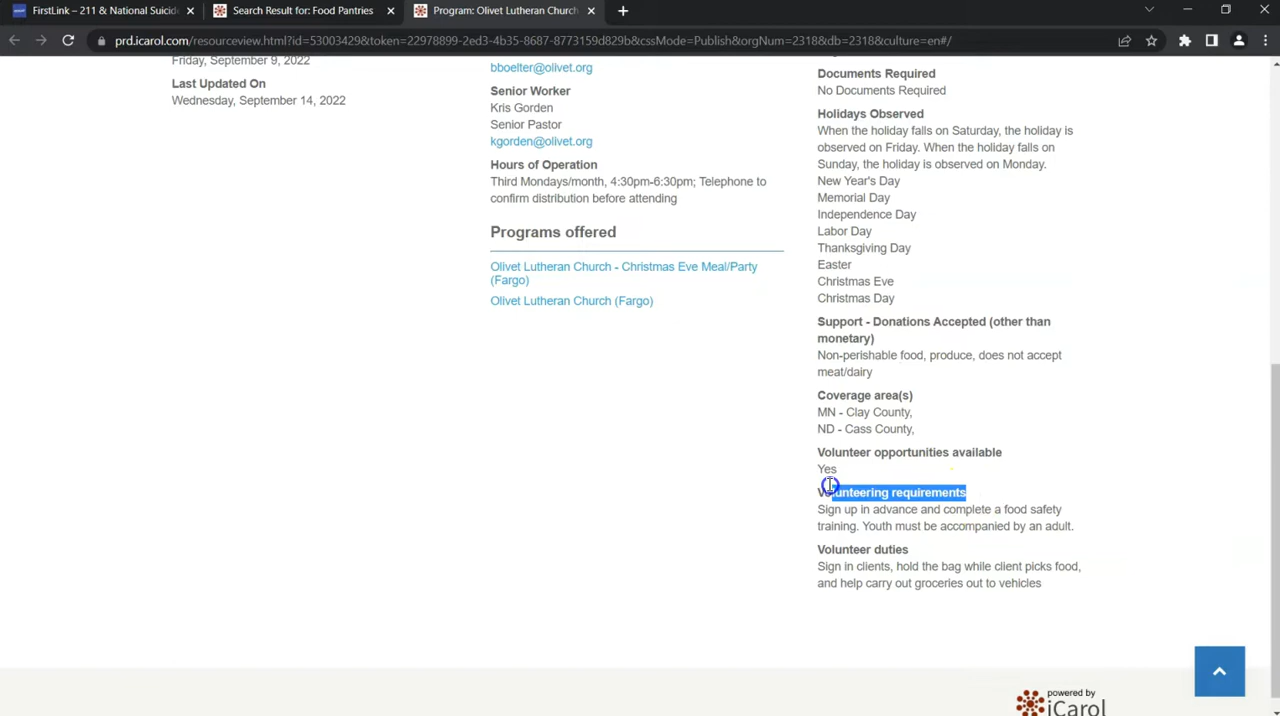 FirstLink – 211 & National Suicid
Search Result for: Food Pantries
Program: Olivet Lutheran Church
prd.icarol.com/resourceview.html?id=53003429&token=22978899-2ed3-4b35-8687-8773159d829b&cssMode=Publish&orgNum=2318&db=2318&culture=en#/
Friday, September 9, 2022
Last Updated On
Wednesday, September 14, 2022
bboelter@olivet.org
Senior Worker
Kris Gorden
Senior Pastor
kgorden@olivet.org
Hours of Operation
Third Mondays/month, 4:30pm-6:30pm; Telephone to
confirm distribution before attending
Programs offered
Olivet Lutheran Church - Christmas Eve Meal/Party
(Fargo)
Olivet Lutheran Church (Fargo)
Documents Required
No Documents Required
Holidays Observed
When the holiday falls on Saturday, the holiday is
observed on Friday. When the holiday falls on
Sunday, the holiday is observed on Monday.
New Year's Day
Memorial Day
Independence Day
Labor Day
Thanksgiving Day
Easter
Christmas Eve
Christmas Day
Support - Donations Accepted (other than
monetary)
Non-perishable food, produce, does not accept
meat/dairy
Coverage area(s)
MN - Clay County,
ND - Cass County,
Volunteer opportunities available
Yes
Volunteering requirements
Sign up in advance and complete a food safety
training. Youth must be accompanied by an adult.
Volunteer duties
Sign in clients, hold the bag while client picks food,
and help carry out groceries out to vehicles
powered by
iCarol